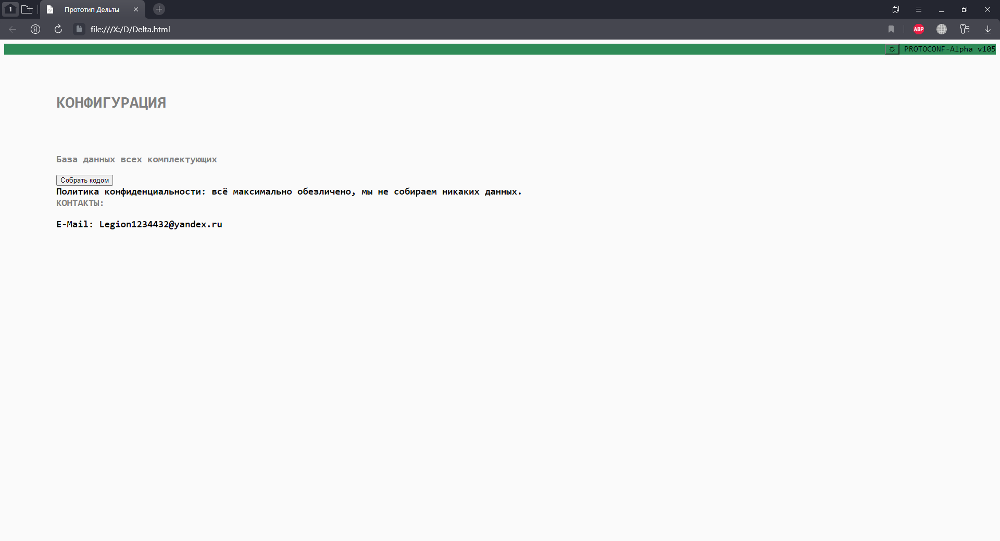 1
Прототип Дельты
Я
file:///X:/D/Delta.html
ABP
PROTOCONF-Alpha v105
КОНФИГУРАЦИЯ
База данных всех комплектующих
Собрать кодом
Политика конфиденциальности: всё максимально обезличено, мы не собираем никаких данных.
КОНТАКТЫ:
E-Mail: Legion1234432@yandex.ru